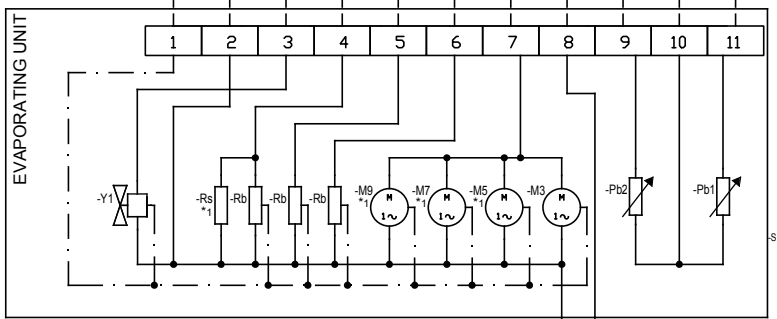 EVAPORATING UNIT
1 2 3 4 5 6 7 8 9 10 11
-Y1
-Rs
*1
-Rb
-Rb
-Rb
-M9
*1
M
1~
-M7
*1
M
1~
-M5
*1
M
1~
-M3
M
1~
-Pb2
-Pb1
-S